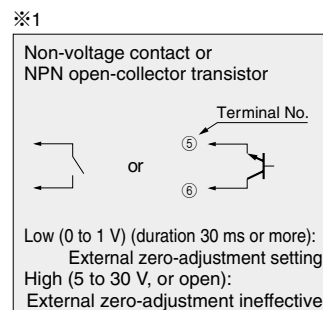 ※1
Non-voltage contact or
NPN open-collector transistor
Terminal No.
⑤
or
⑥
Low (0 to 1 V) (duration 30 ms or more):
External zero-adjustment setting
High (5 to 30 V, or open):
External zero-adjustment ineffective